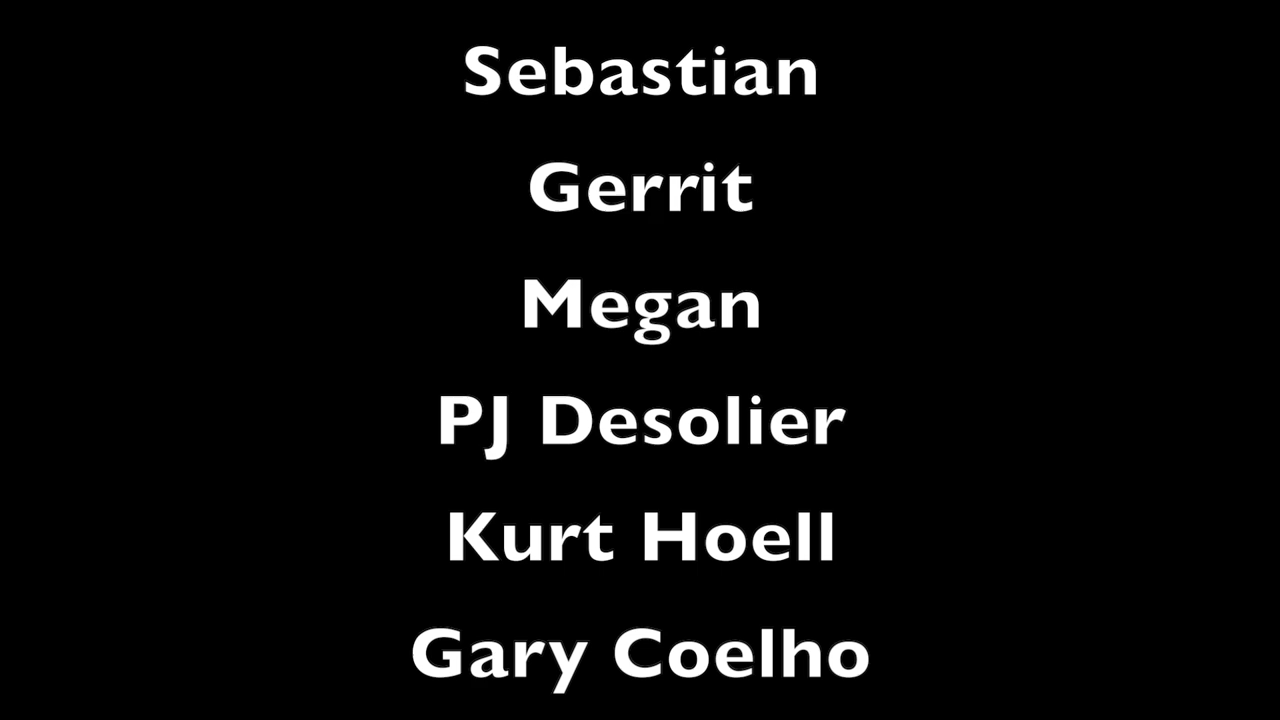 Sebastian
Gerrit
Megan
PJ Desolier
Kurt Hoell
Gary Coelho